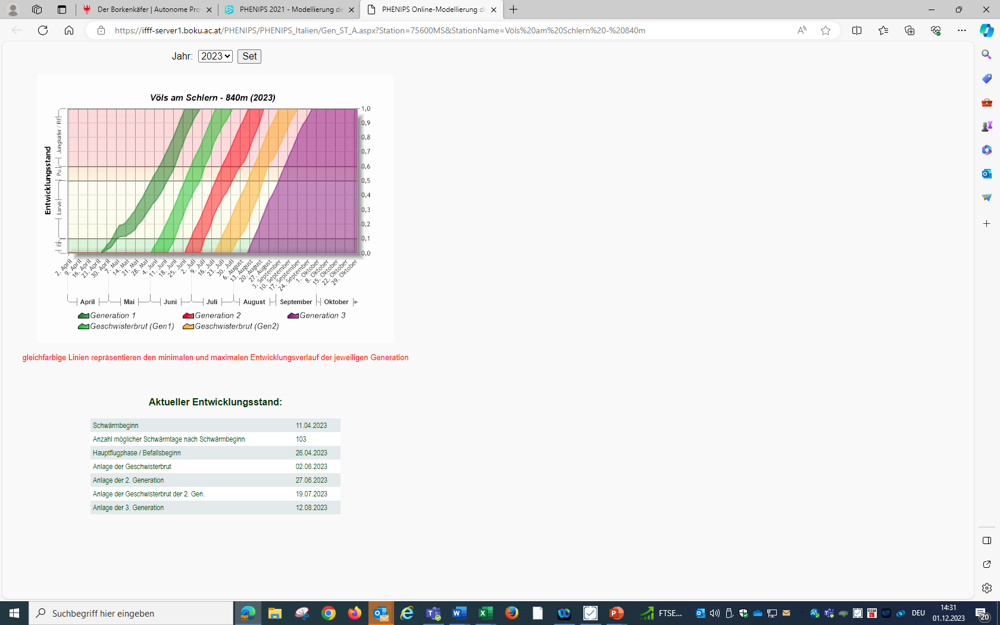 Der Borkenkäfer | Autonome Pro
PHENIPS 2021 - Modellierung de
PHENIPS Online-Modellierung de
https://ifff-server1.boku.ac.at/PHENIPS/PHENIPS_Italien/Gen_ST_A.aspx?Station=75600MS&StationName=Völs%20am%20Schlern%20-%20840m
Jahr: 2023 Set
Völs am Schlern - 840m (2023)
Entwicklungsstand
Jungkäfer / RF
Pu
Larve
Ei
1,0
0,9
0,8
0,7
0,6
0,5
0,4
0,3
0,2
0,1
0,0
2. April
9. April
16. April
23. April
30. April
7. Mai
14. Mai
21. Mai
28. Mai
4. Juni
11. Juni
18. Juni
25. Juni
2. Juli
9. Juli
16. Juli
23. Juli
30. Juli
6. August
13. August
20. August
27. August
3. September
10. September
17. September
24. September
1. Oktober
8. Oktober
15. Oktober
22. Oktober
29. Oktober
April Mai Juni Juli August September Oktober
Generation 1 Generation 2 Generation 3
Geschwisterbrut (Gen1) Geschwisterbrut (Gen2)
gleichfarbige Linien repräsentieren den minimalen und maximalen Entwicklungsverlauf der jeweiligen Generation
Aktueller Entwicklungsstand:
Schwärmbeginn 11.04.2023
Anzahl möglicher Schwärmtage nach Schwärmbeginn 103
Hauptflugphase / Befallsbeginn 26.04.2023
Anlage der Geschwisterbrut 02.06.2023
Anlage der 2. Generation 27.06.2023
Anlage der Geschwisterbrut der 2. Gen. 19.07.2023
Anlage der 3. Generation 12.08.2023
Suchbegriff hier eingeben
FTSE...
DEU
14:31
01.12.2023
20